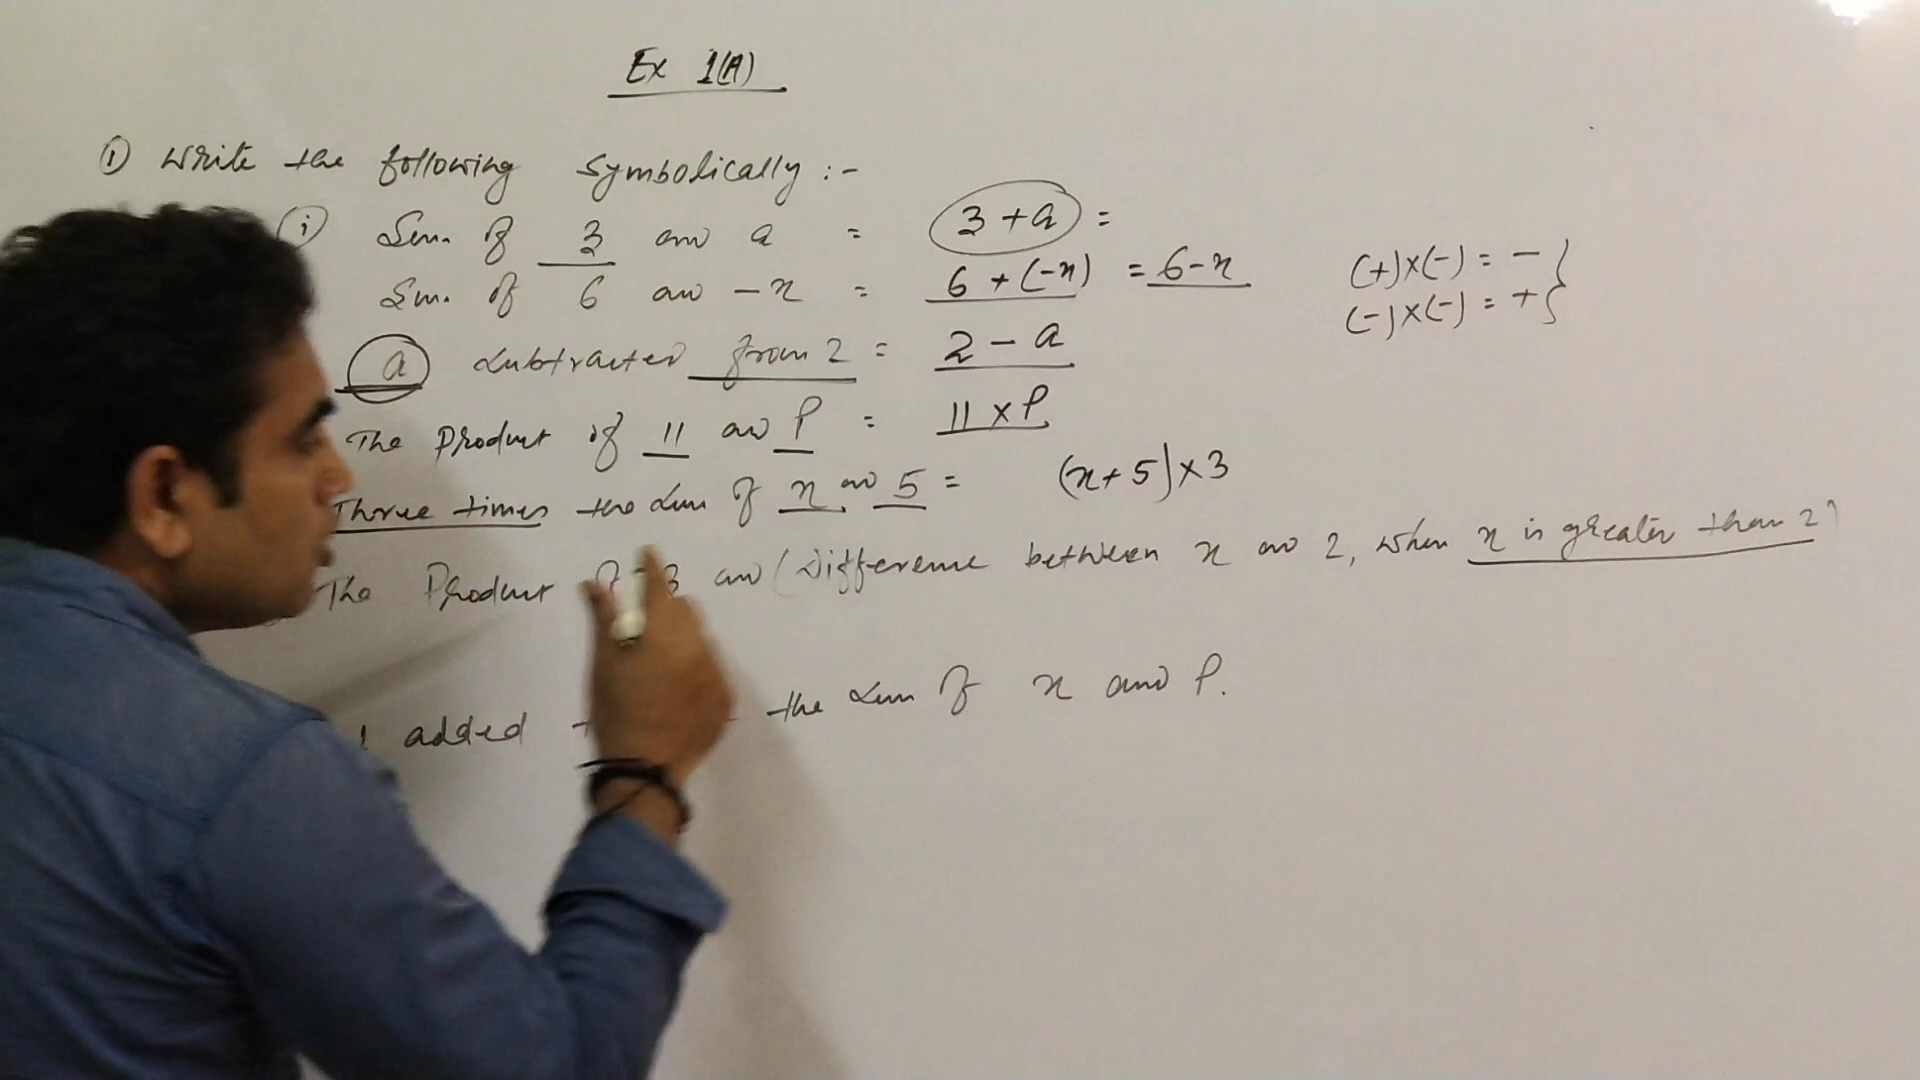 Ex 1(A)
① Write the following symbolically :-
(i) Sum of 3 and a = 3 + a =
Sum of 6 and - x = 6 + (-x) = 6 - x
(+)×(-) = -
(-)×(-) = +
a subtracted from 2 = 2 - a
The Product of 11 and P = 11 × P
Three times the sum of x and 5 = (x + 5) × 3
The Product of 3 and (Difference between x and 2, when x is greater than 2)
1 added the sum of x and P.